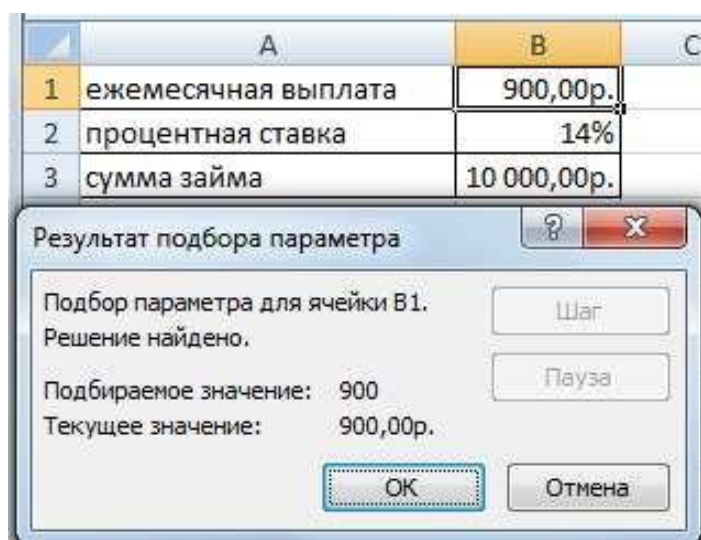 A B C
1 ежемесячная выплата 900,00р.
2 процентная ставка 14%
3 сумма займа 10 000,00р.
Результат подбора параметра ?
Подбор параметра для ячейки B1. Шаг
Решение найдено.
Подбираемое значение: 900 Пауза
Текущее значение: 900,00р.
ОК Отмена